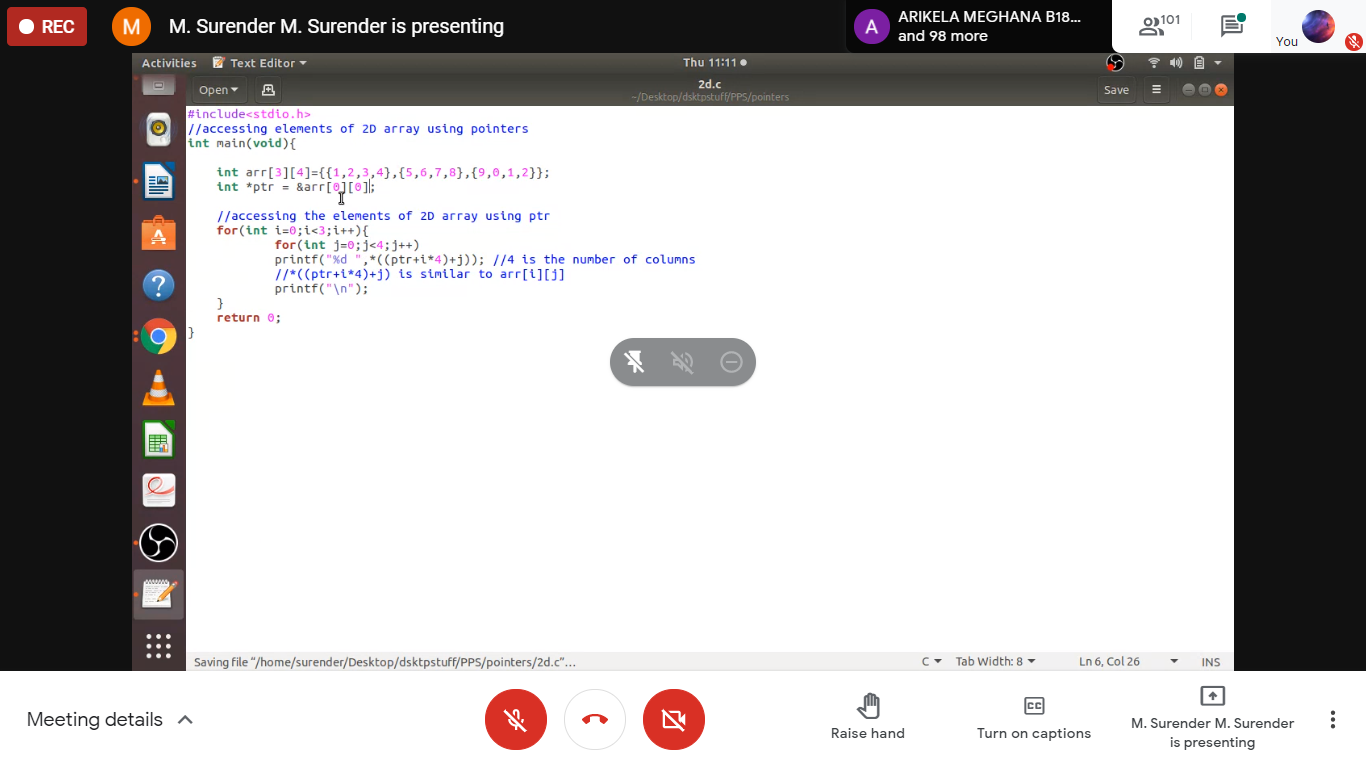 REC
M
M. Surender M. Surender is presenting
A
ARIKELA MEGHANA B18...
and 98 more
101
You
Activities
Text Editor
Thu 11:11
Open
2d.c
~/Desktop/dsktpstuff/PPS/pointers
Save
#include<stdio.h>
//accessing elements of 2D array using pointers
int main(void){
int arr[3][4]={{1,2,3,4},{5,6,7,8},{9,0,1,2}};
int *ptr = &arr[0][0];
//accessing the elements of 2D array using ptr
for(int i=0;i<3;i++){
for(int j=0;j<4;j++)
printf("%d ",*((ptr+i*4)+j)); //4 is the number of columns
//*((ptr+i*4)+j) is similar to arr[i][j]
printf("\n");
}
return 0;
}
Saving file “/home/surender/Desktop/dsktpstuff/PPS/pointers/2d.c”...
C
Tab Width: 8
Ln 6, Col 26
INS
Meeting details
Raise hand
CC
Turn on captions
M. Surender M. Surender
is presenting